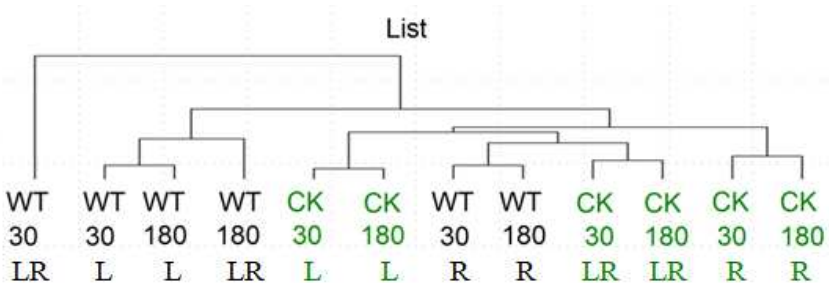 List
WT WT WT WT CK CK WT WT CK CK CK CK
30 30 180 180 30 180 30 180 30 180 30 180
LR L L LR L L R R LR LR R R